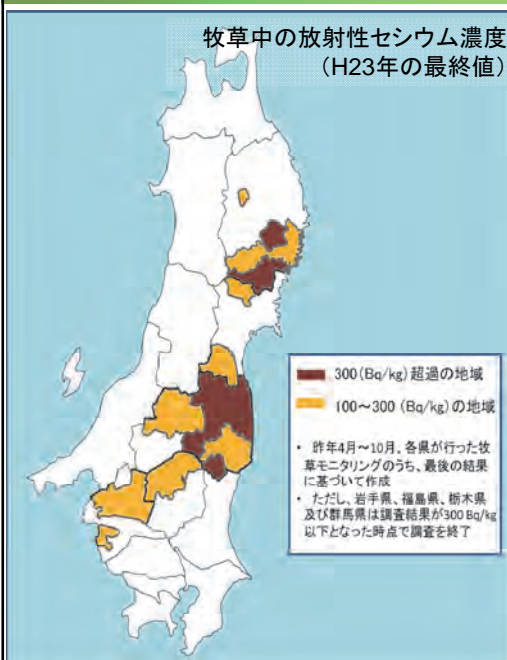 牧草中の放射性セシウム濃度
(H23年の最終値)
300(Bq/kg)超過の地域
100~300 (Bq/kg)の地域
・ 昨年4月~10月、各県が行った牧
草モニタリングのうち、最後の結果
に基づいて作成
・ ただし、岩手県、福島県、栃木県
及び群馬県は調査結果が300 Bq/kg
以下となった時点で調査を終了